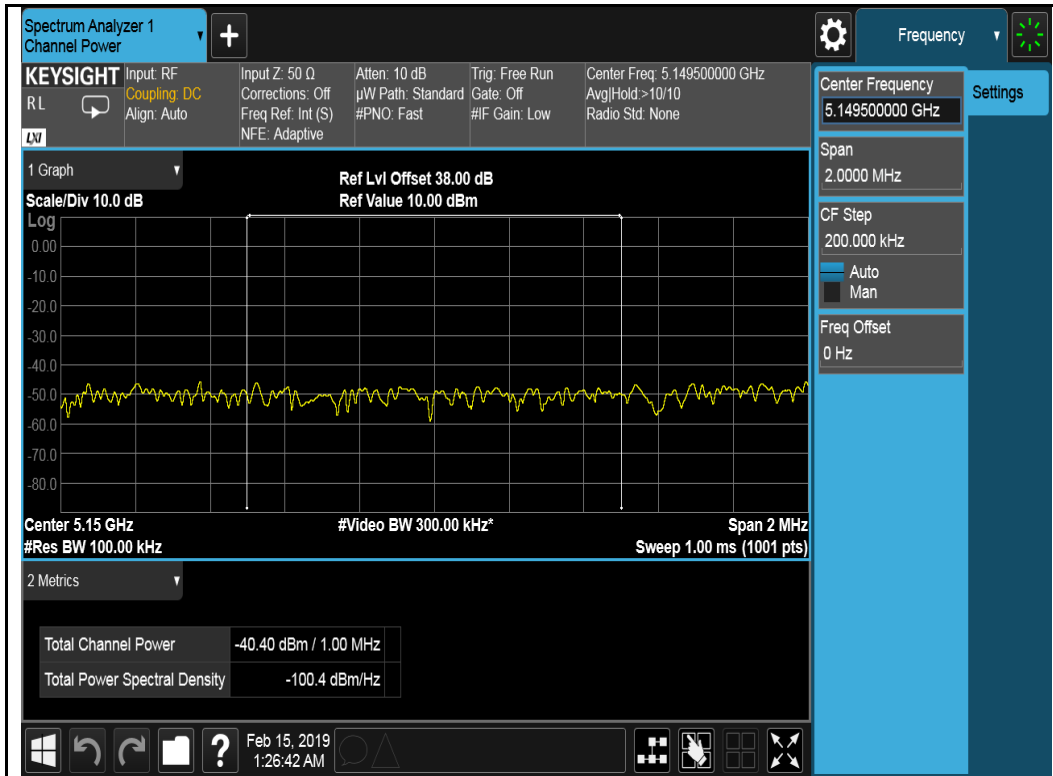 Spectrum Analyzer 1
Channel Power
+
Frequency
KEYSIGHT
RL
LXI
Input: RF
Coupling: DC
Align: Auto
Input Z: 50 Ω
Corrections: Off
Freq Ref: Int (S)
NFE: Adaptive
Atten: 10 dB
µW Path: Standard
#PNO: Fast
Trig: Free Run
Gate: Off
#IF Gain: Low
Center Freq: 5.149500000 GHz
Avg|Hold:>10/10
Radio Std: None
Center Frequency
5.149500000 GHz
Settings
Span
2.0000 MHz
CF Step
200.000 kHz
Auto
Man
Freq Offset
0 Hz
1 Graph
Scale/Div 10.0 dB
Ref Lvl Offset 38.00 dB
Ref Value 10.00 dBm
Log
0.00
-10.0
-20.0
-30.0
-40.0
-50.0
-60.0
-70.0
-80.0
Center 5.15 GHz
#Video BW 300.00 kHz*
Span 2 MHz
#Res BW 100.00 kHz
Sweep 1.00 ms (1001 pts)
2 Metrics
Total Channel Power -40.40 dBm / 1.00 MHz
Total Power Spectral Density -100.4 dBm/Hz
?
Feb 15, 2019
1:26:42 AM